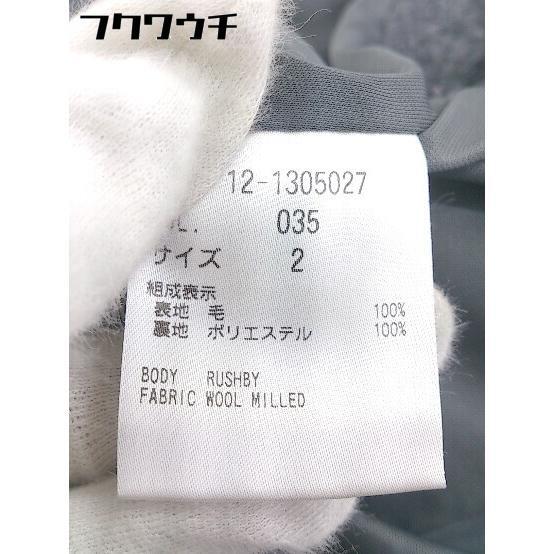 フクワウチ
12-1305027
035
サイズ 2
組成表示
表地 毛 100%
裏地 ポリエステル 100%
BODY RUSHBY
FABRIC WOOL MILLED